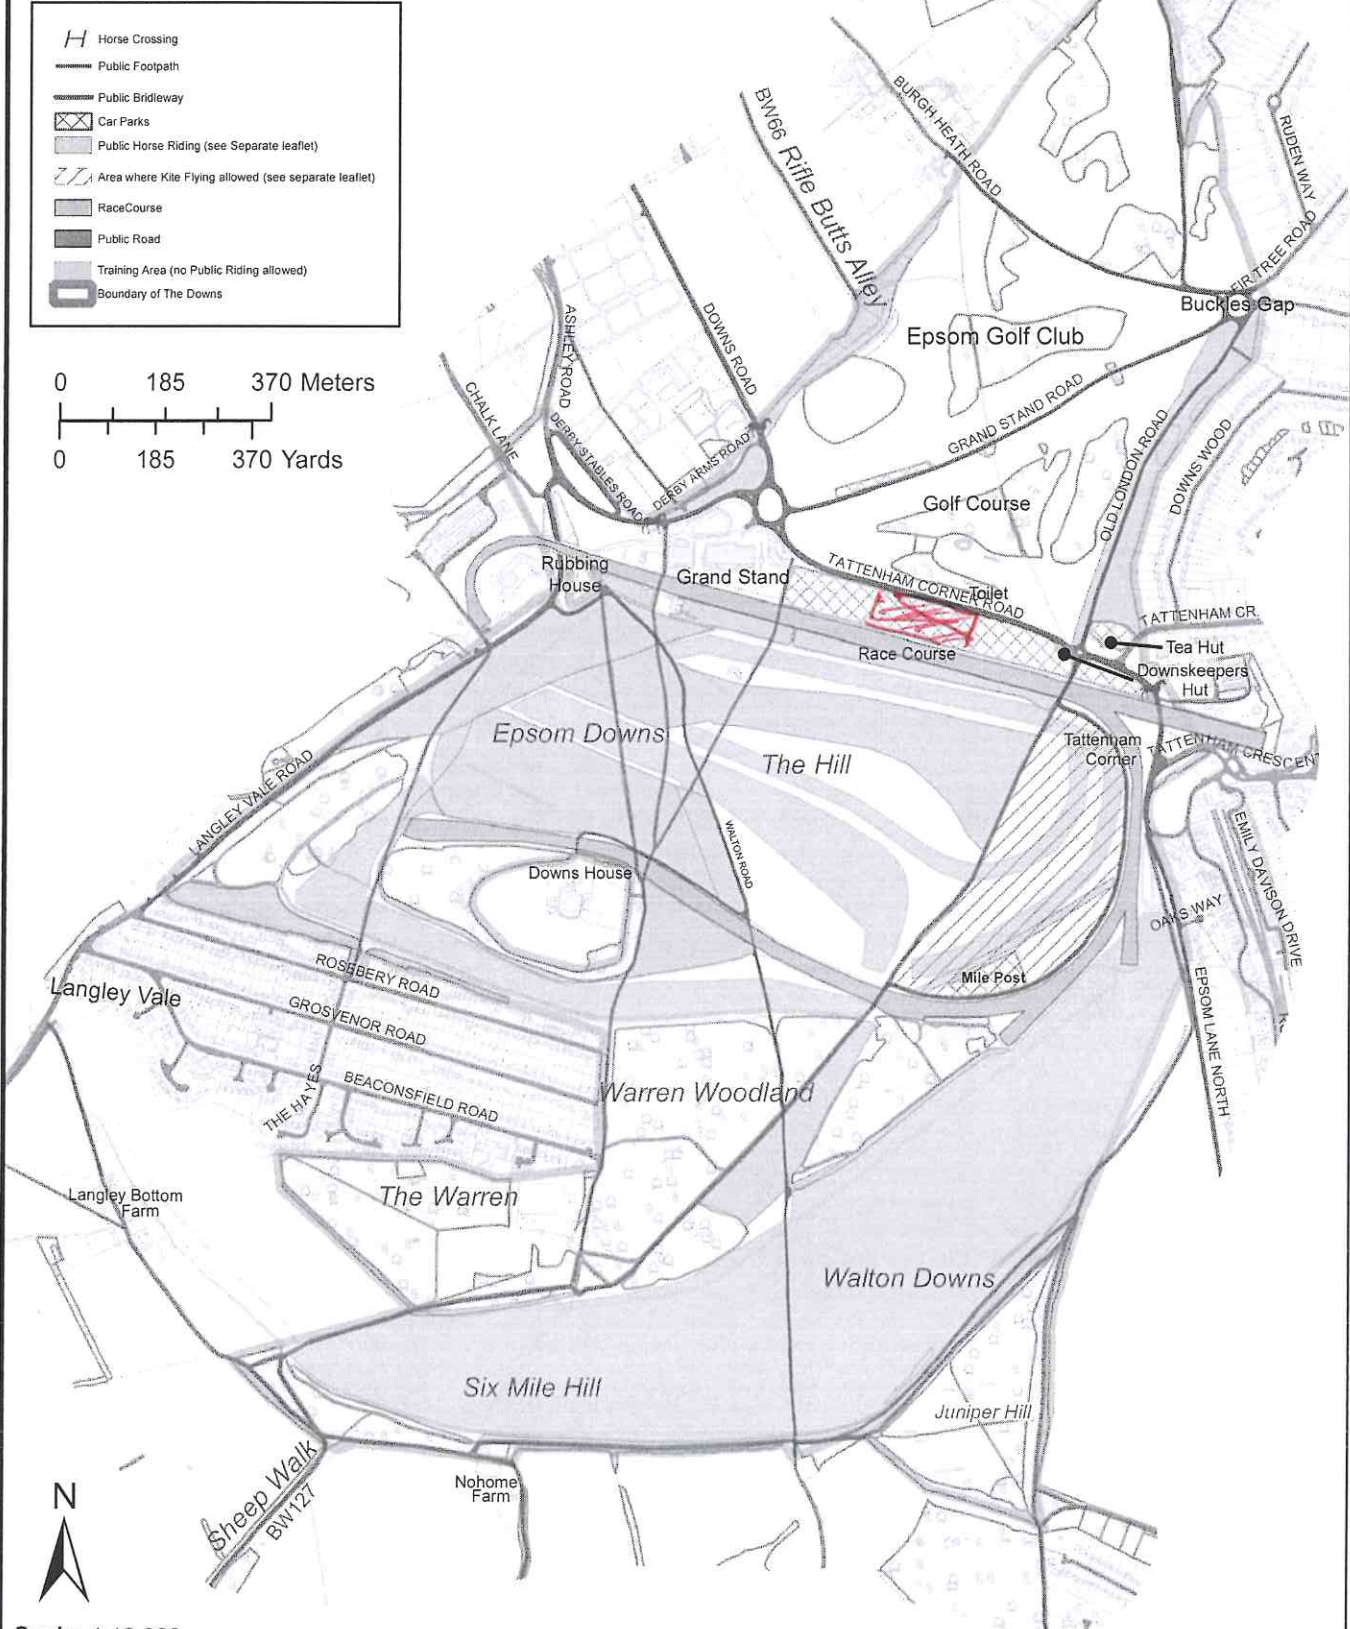 Horse Crossing
Public Footpath
Public Bridleway
Car Parks
Public Horse Riding (see Separate leaflet)
Area where Kite Flying allowed (see separate leaflet)
RaceCourse
Public Road
Training Area (no Public Riding allowed)
Boundary of The Downs
0 185 370 Meters
0 185 370 Yards
BURGH HEATH ROAD
RUDEN WAY
BW66 Rifle Butts Alley
FIR TREE ROAD
Buckles Gap
ASHLEY ROAD
DOWNS ROAD
Epsom Golf Club
CHALK LANE
GRAND STAND ROAD
DERBY STABLES ROAD
DERBY ARMS ROAD
OLD LONDON ROAD
DOWNS WOOD
Golf Course
Rubbing
House
Grand Stand
TATTENHAM CORNER ROAD
Toilet
TATTENHAM CR.
Race Course
Tea Hut
Downskeepers
Hut
Epsom Downs
The Hill
Tattenham
Corner
TATTENHAM CRESCENT
LANGLEY VALE ROAD
WALTON ROAD
EMILY DAVISON DRIVE
Downs House
OAKS WAY
Mile Post
ROSEBERY ROAD
Langley Vale
GROSVENOR ROAD
EPSOM LANE NORTH
THE HAYES
BEACONSFIELD ROAD
Warren Woodland
Langley Bottom
Farm
The Warren
Walton Downs
Six Mile Hill
Juniper Hill
Sheep Walk
BW127
Nohome
Farm
N